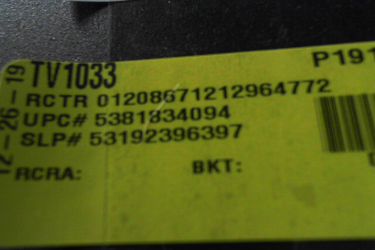 TV1033
P191
RCTR 01208671212964772
UPC# 5381834094
SLP# 53192396397
RCRA:
BKT:
12-26-19